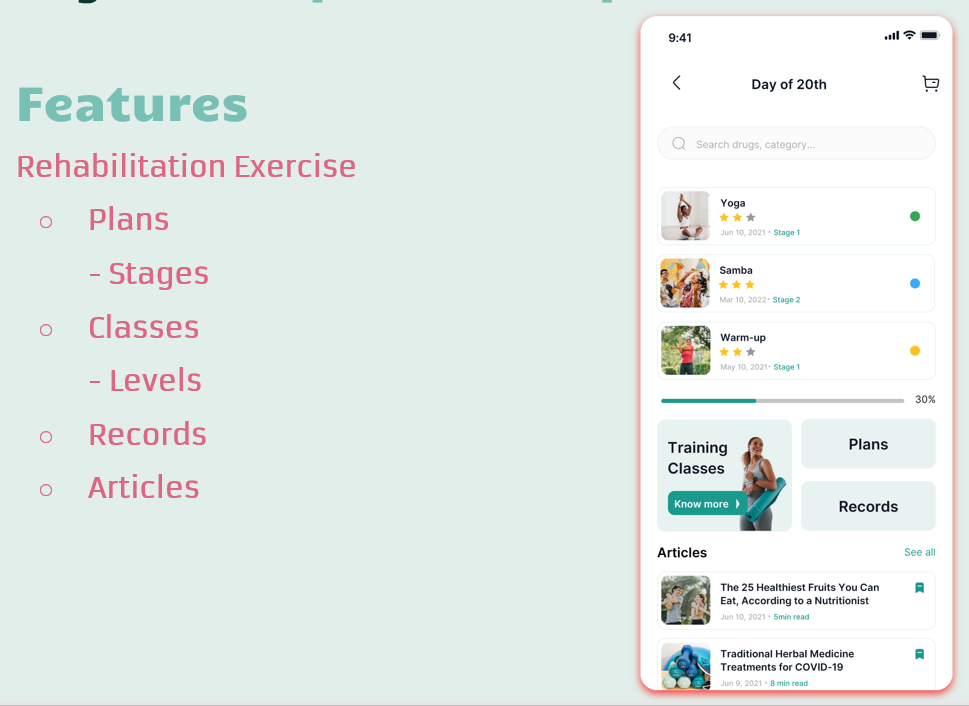 Features
Rehabilitation Exercise
Plans
- Stages
Classes
- Levels
Records
Articles
9:41
Day of 20th
Search drugs, category...
Yoga
Jun 10, 2021 • Stage 1
Samba
Mar 10, 2022 • Stage 2
Warm-up
May 10, 2021 • Stage 1
30%
Training
Classes
Know more
Plans
Records
Articles
See all
The 25 Healthiest Fruits You Can
Eat, According to a Nutritionist
Jun 10, 2021 • 5min read
Traditional Herbal Medicine
Treatments for COVID-19
Jun 9, 2021 • 8 min read